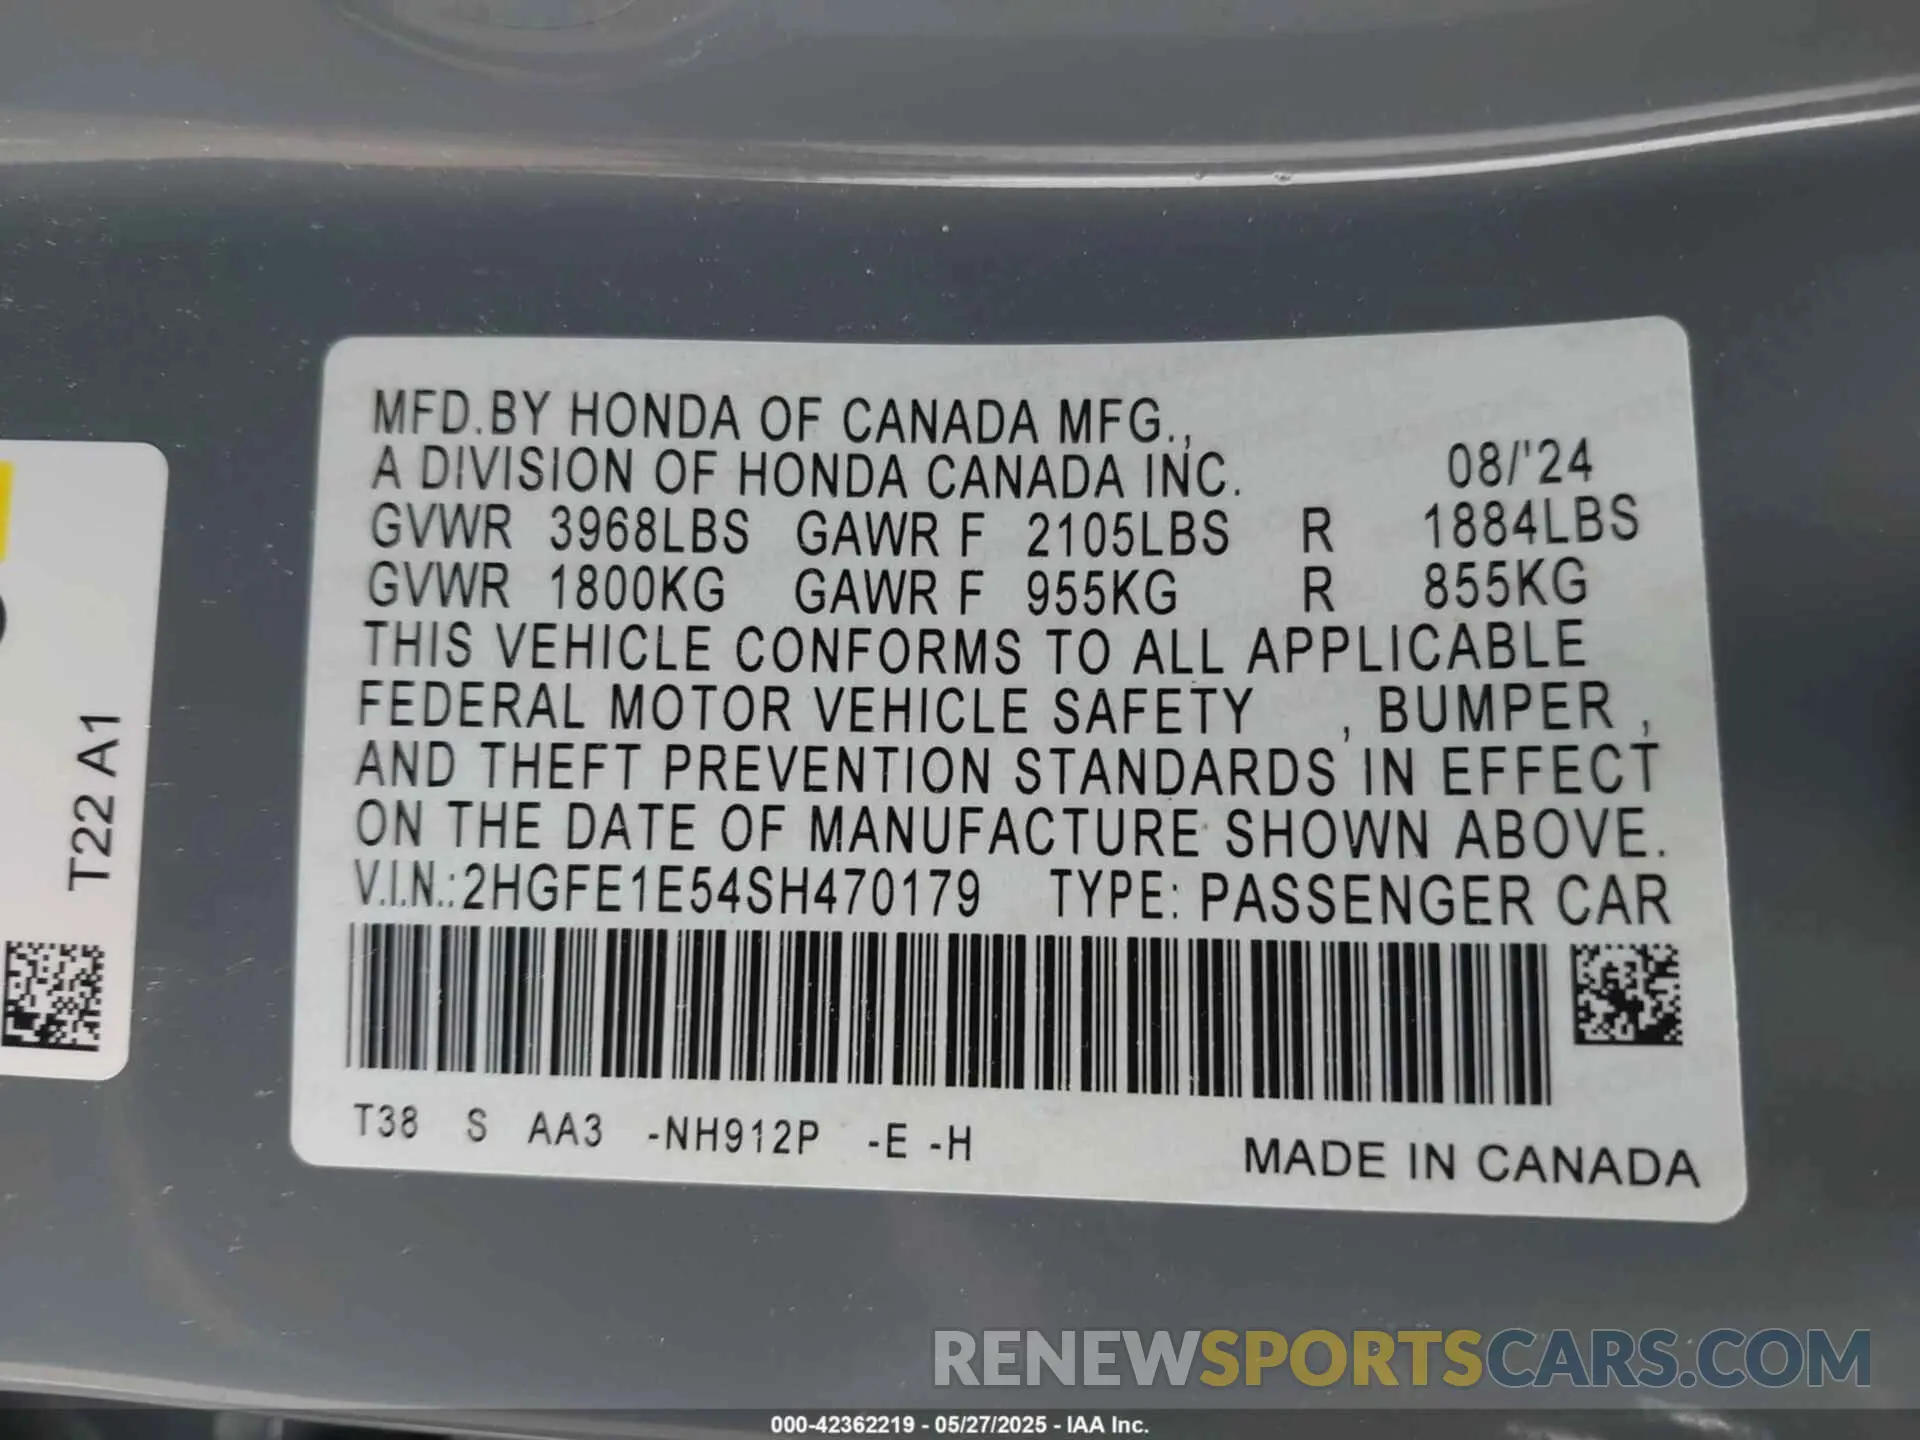 MFD.BY HONDA OF CANADA MFG.,
A DIVISION OF HONDA CANADA INC. 08/'24
GVWR 3968LBS GAWR F 2105LBS R 1884LBS
GVWR 1800KG GAWR F 955KG R 855KG
THIS VEHICLE CONFORMS TO ALL APPLICABLE
FEDERAL MOTOR VEHICLE SAFETY , BUMPER ,
AND THEFT PREVENTION STANDARDS IN EFFECT
ON THE DATE OF MANUFACTURE SHOWN ABOVE.
V.I.N.:2HGFE1E54SH470179 TYPE: PASSENGER CAR
T38 S AA3 -NH912P -E -H
MADE IN CANADA
T22 A1
RENEWSPORTSCARS.COM
000-42362219 - 05/27/2025 - IAA Inc.